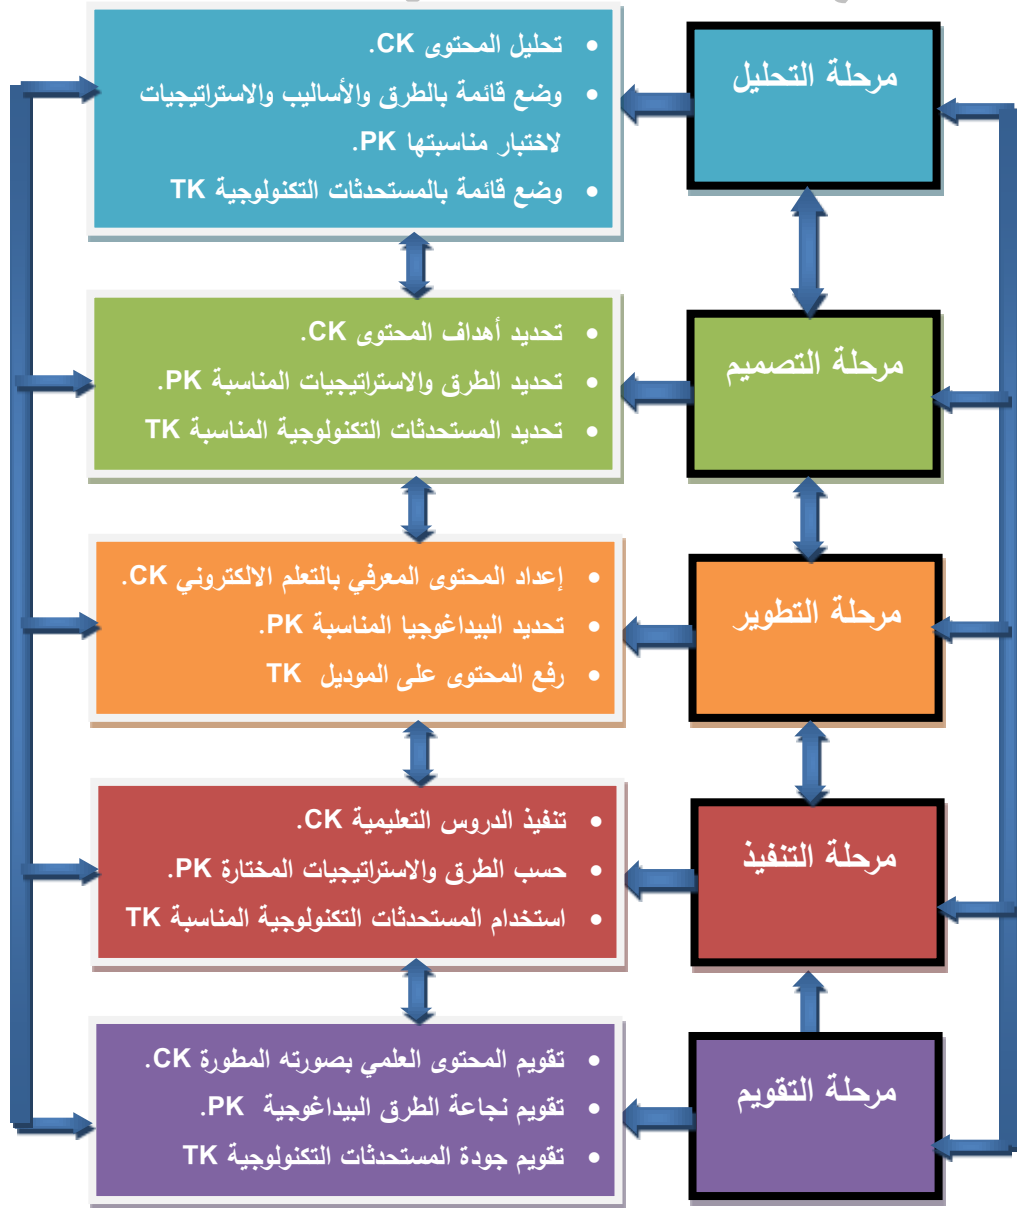 مرحلة التحليل
• تحليل المحتوى CK.
• وضع قائمة بالطرق والأساليب والاستراتيجيات
لاختبار مناسبتها PK.
• وضع قائمة بالمستحدثات التكنولوجية TK
مرحلة التصميم
• تحديد أهداف المحتوى CK.
• تحديد الطرق والاستراتيجيات المناسبة PK.
• تحديد المستحدثات التكنولوجية المناسبة TK
مرحلة التطوير
• إعداد المحتوى المعرفي بالتعلم الالكتروني CK.
• تحديد البيداغوجيا المناسبة PK.
• رفع المحتوى على الموديل TK
مرحلة التنفيذ
• تنفيذ الدروس التعليمية CK.
• حسب الطرق والاستراتيجيات المختارة PK.
• استخدام المستحدثات التكنولوجية المناسبة TK
مرحلة التقويم
• تقويم المحتوى العلمي بصورته المطورة CK.
• تقويم نجاعة الطرق البيداغوجية PK.
• تقويم جودة المستحدثات التكنولوجية TK